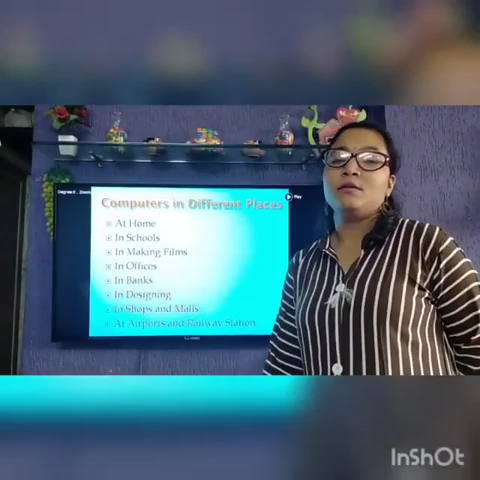 Play
Computers in Different Places
At Home
In Schools
In Making Films
In Offices
In Banks
In Designing
In Shops and Malls
At Airports and Railway Station
InShOt